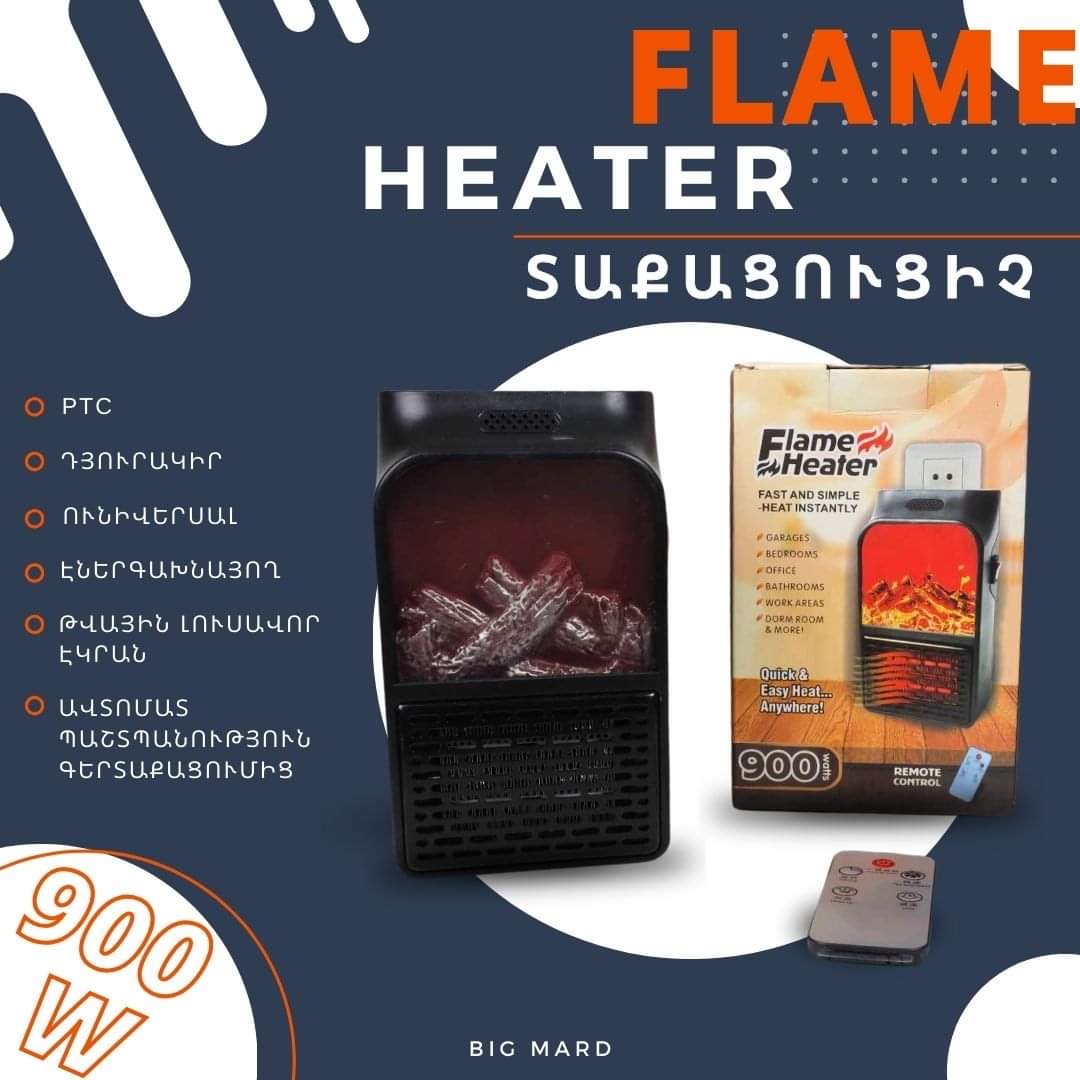 FLAME
HEATER
ՏԱՔԱՑՈՒՑԻՉ
PTC
ԴՅՈՒՐԱԿԻՐ
ՈՒՆԻՎԵՐՍԱԼ
ԷՆԵՐԳԱԽՆԱՅՈՂ
ԹՎԱՅԻՆ ԼՈՒՍԱՎՈՐ
ԷԿՐԱՆ
ԱՎՏՈՄԱՏ
ՊԱՇՏՊԱՆՈՒԹՅՈՒՆ
ԳԵՐՏԱՔԱՑՈՒՄԻՑ
Flame
Heater
FAST AND SIMPLE
-HEAT INSTANTLY
GARAGES
BEDROOMS
OFFICE
BATHROOMS
WORK AREAS
DORM ROOM
& MORE!
Quick &
Easy Heat...
Anywhere!
900 watts
REMOTE
CONTROL
900
W
BIG MARD